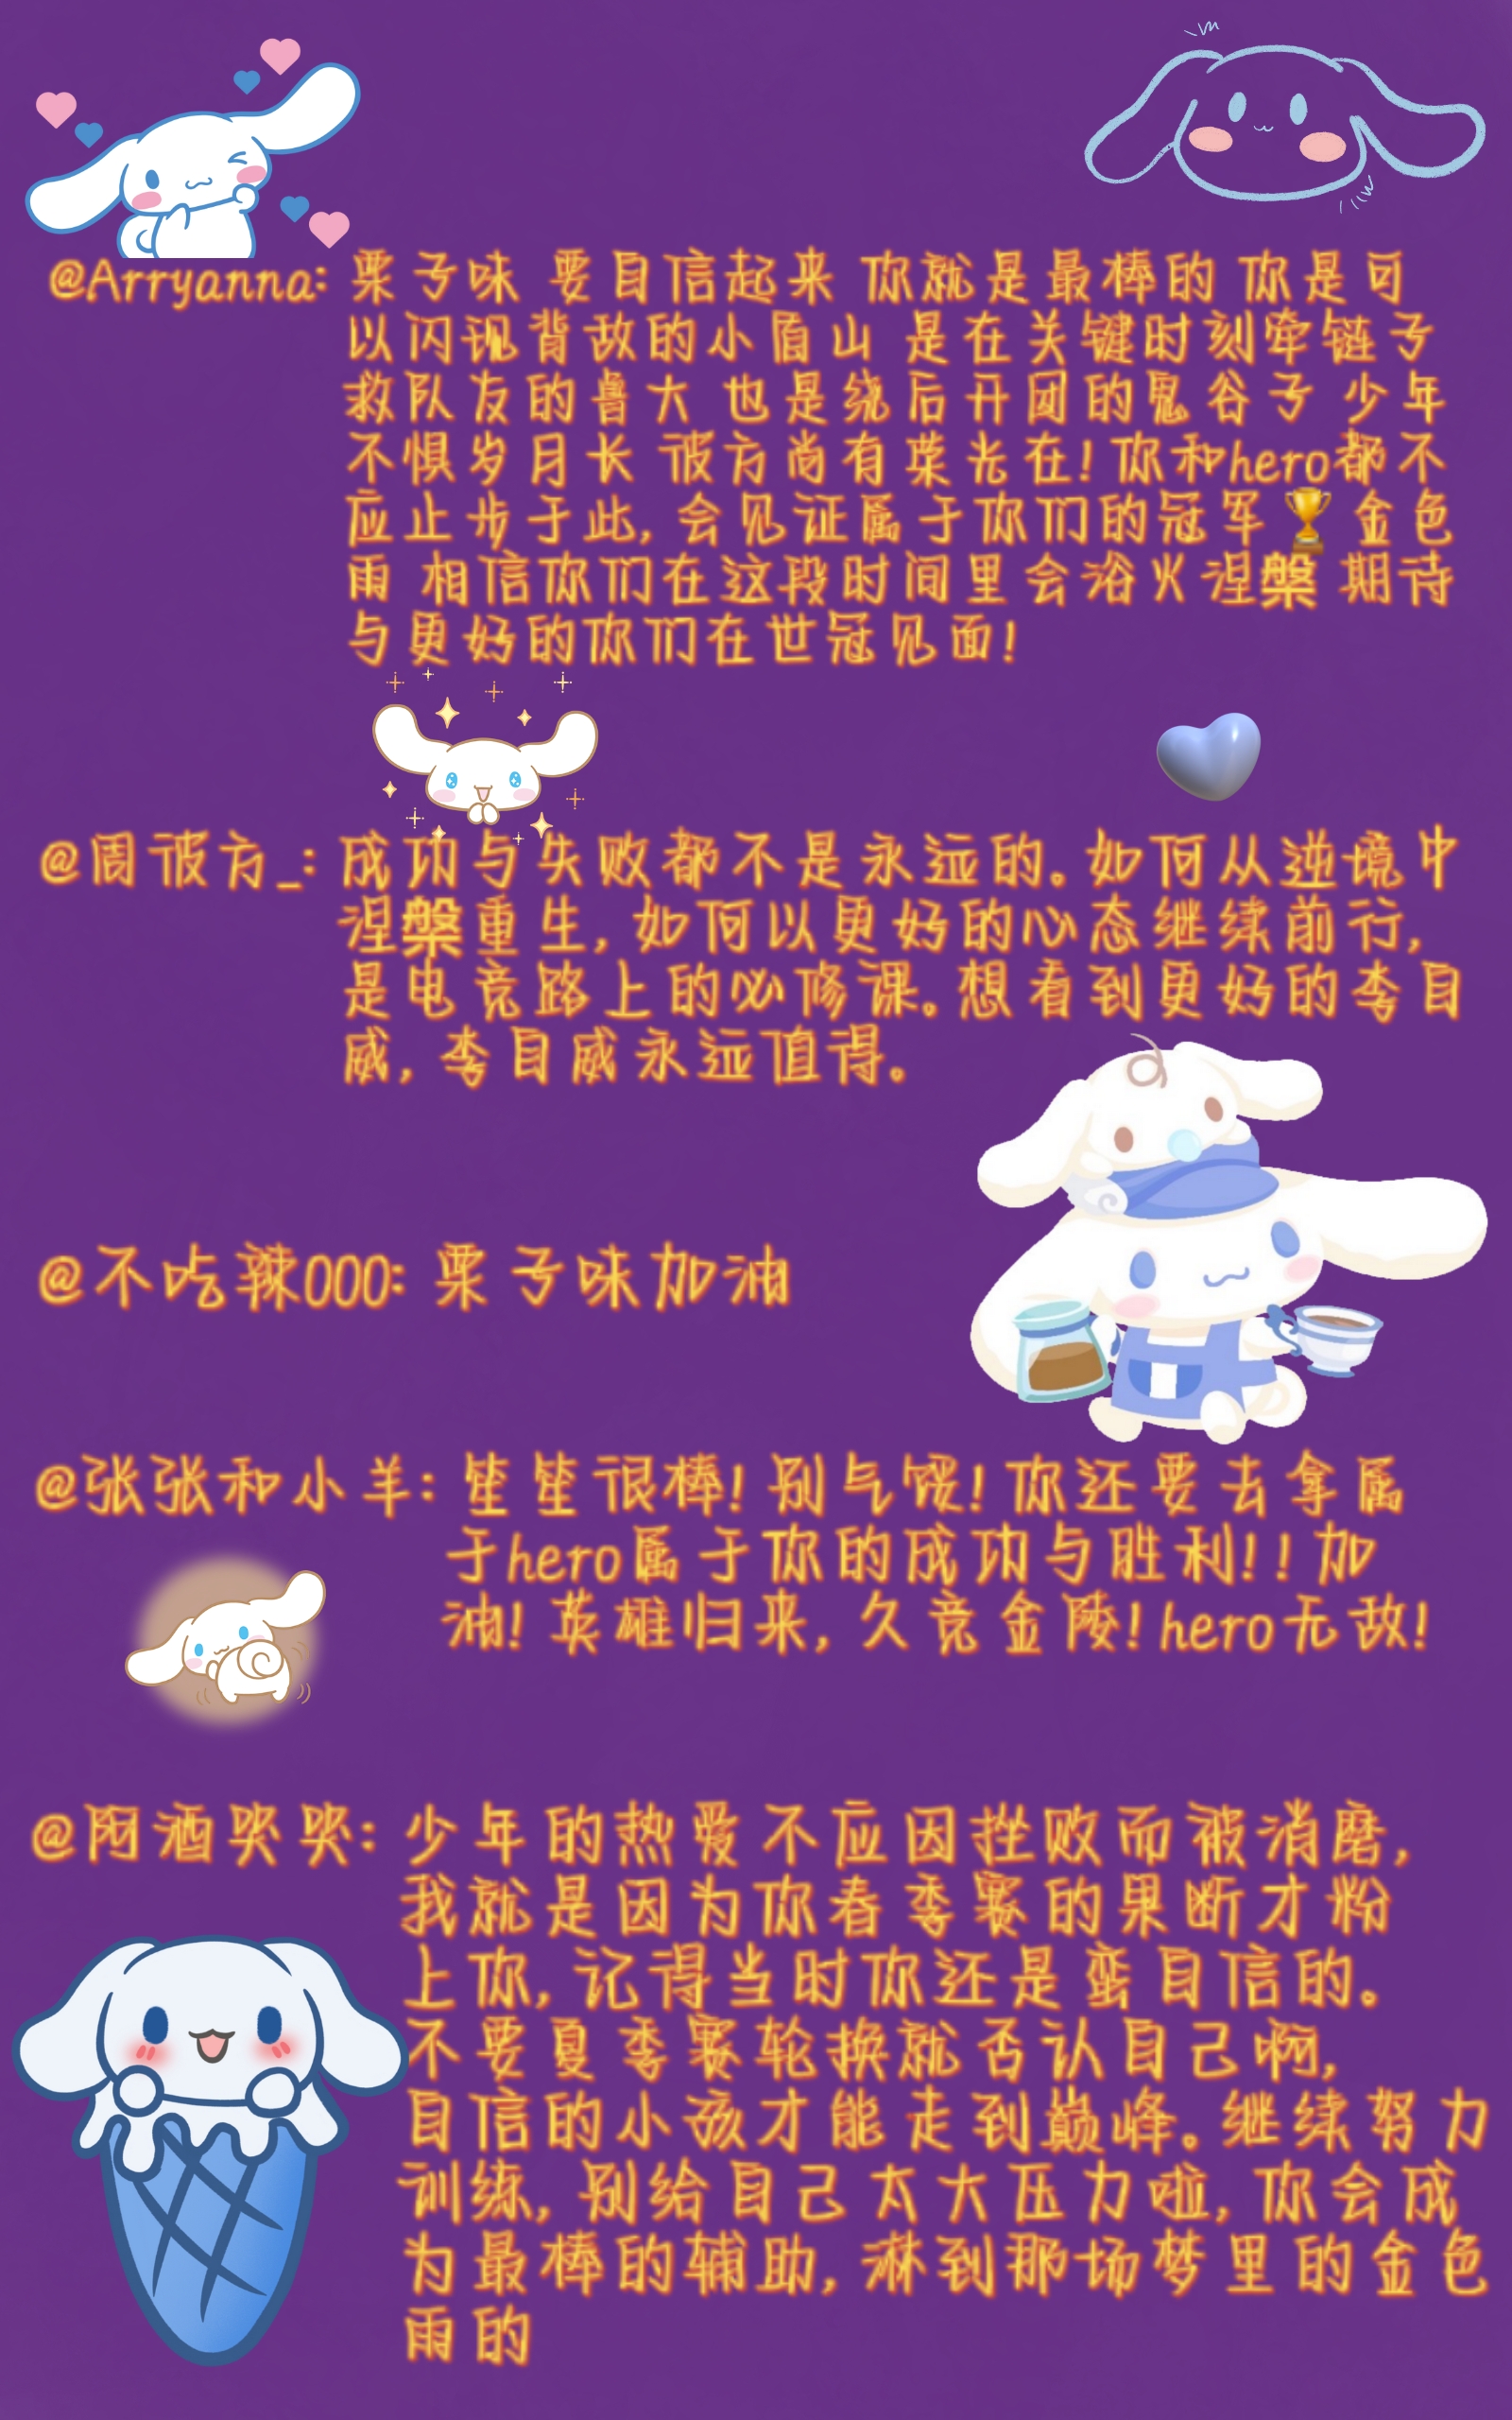 @Arryanna: 栗子味 要自信起来 你就是最棒的 你是可
以闪现背敌的小盾山 是在关键时刻牵链子
救队友的鲁大 也是绕后开团的鬼谷子 少年
不惧岁月长 彼方尚有荣光在! 你和hero都不
应止步于此, 会见证属于你们的冠军🏆 金色
雨 相信你们在这段时间里会浴火涅槃 期待
与更好的你们在世冠见面!
@周彼方_: 成功与失败都不是永远的。如何从逆境中
涅槃重生, 如何以更好的心态继续前行,
是电竞路上的必修课。想看到更好的李自
威, 李自威永远值得。
@不吃辣000: 栗子味加油
@张张和小羊: 笙笙很棒! 别气馁! 你还要去拿属
于hero属于你的成功与胜利!! 加
油! 英雄归来, 久竞金陵! hero无敌!
@闷酒哭哭: 少年的热爱不应因挫败而被消磨,
我就是因为你春季赛的果断才粉
上你, 记得当时你还是蛮自信的。
不要夏季赛轮换就否认自己啊,
自信的小孩才能走到巅峰。继续努力
训练, 别给自己太大压力啦, 你会成
为最棒的辅助, 淋到那场梦里的金色
雨的